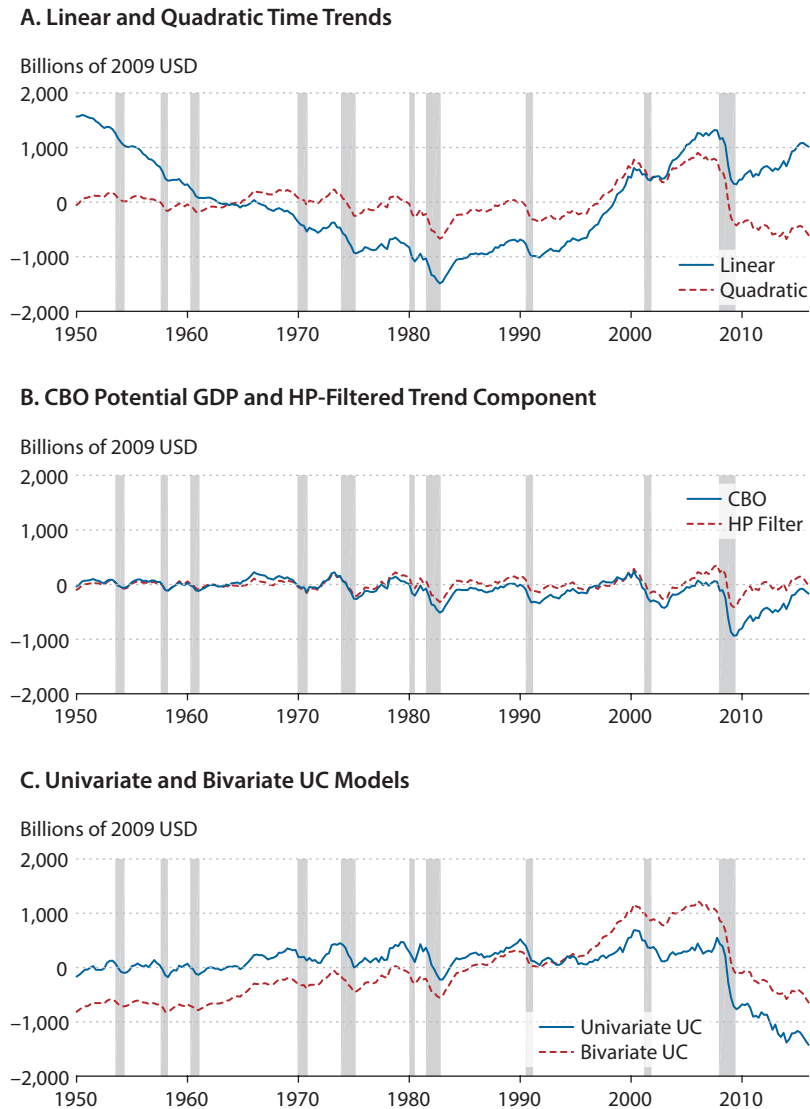 A. Linear and Quadratic Time Trends
Billions of 2009 USD
2,000
1,000
0
−1,000
−2,000
Linear
Quadratic
1950 1960 1970 1980 1990 2000 2010
B. CBO Potential GDP and HP-Filtered Trend Component
Billions of 2009 USD
2,000
1,000
0
−1,000
−2,000
CBO
HP Filter
1950 1960 1970 1980 1990 2000 2010
C. Univariate and Bivariate UC Models
Billions of 2009 USD
2,000
1,000
0
−1,000
−2,000
Univariate UC
Bivariate UC
1950 1960 1970 1980 1990 2000 2010